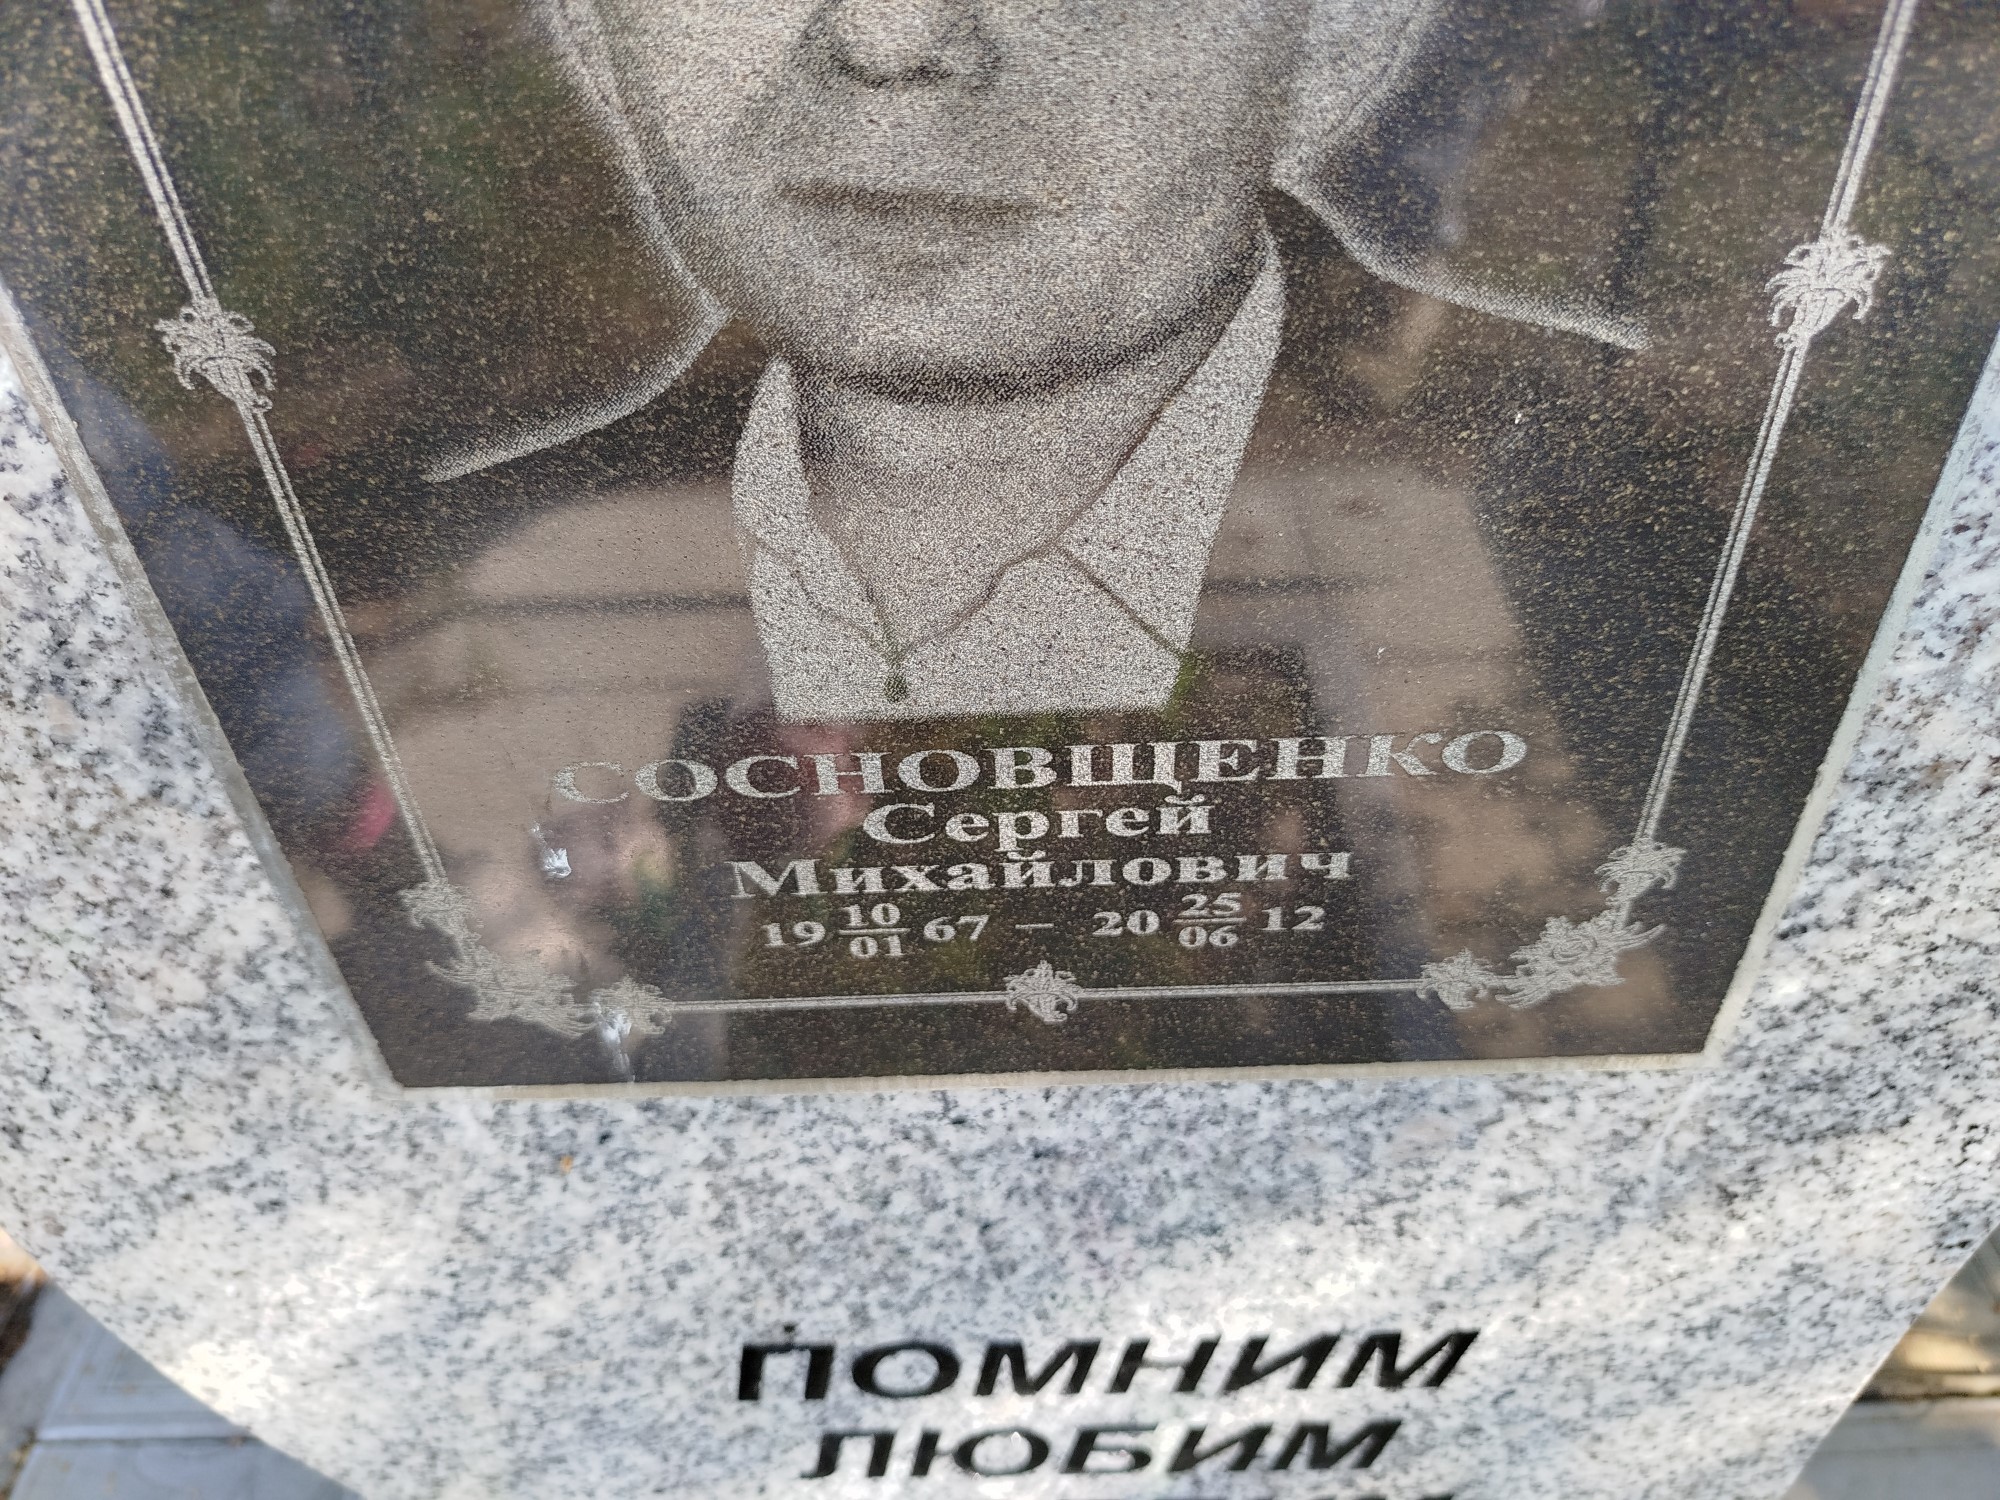 СОСНОВЩЕНКО
Сергей
Михайлович
19 10/01 67 – 20 25/06 12
ПОМНИМ
ЛЮБИМ